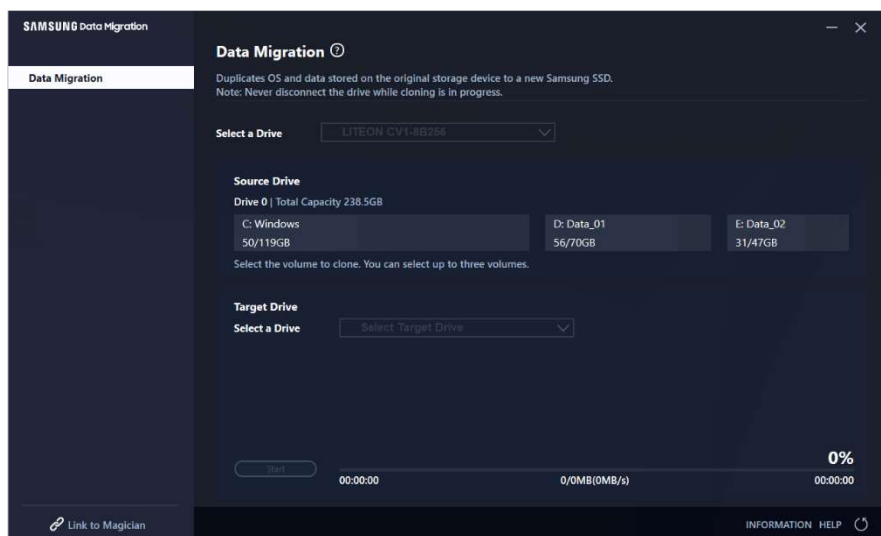 SAMSUNG Data Migration
Data Migration
Data Migration ?
Duplicates OS and data stored on the original storage device to a new Samsung SSD.
Note: Never disconnect the drive while cloning is in progress.
Select a Drive LITEON CV1-8B256
Source Drive
Drive 0 | Total Capacity 238.5GB
C: Windows D: Data_01 E: Data_02
50/119GB 56/70GB 31/47GB
Select the volume to clone. You can select up to three volumes.
Target Drive
Select a Drive Select Target Drive
0%
Start
00:00:00 0/0MB(0MB/s) 00:00:00
Link to Magician INFORMATION HELP